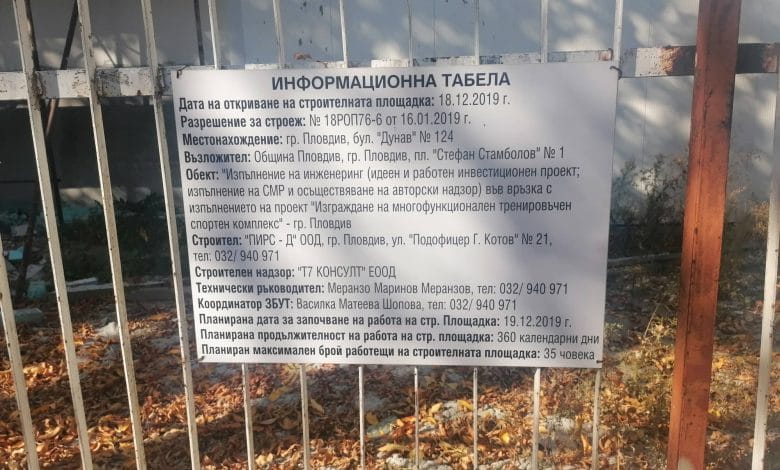 ИНФОРМАЦИОННА ТАБЕЛА
Дата на откриване на строителната площадка: 18.12.2019 г.
Разрешение за строеж: № 18РОП76-6 от 16.01.2019 г.
Местонахождение: гр. Пловдив, бул. "Дунав" № 124
Възложител: Община Пловдив, гр. Пловдив, пл. "Стефан Стамболов" № 1
Обект: "Изпълнение на инженеринг (идеен и работен инвестиционен проект;
изпълнение на СМР и осъществяване на авторски надзор) във връзка с
изпълнението на проект "Изграждане на многофункционален тренировъчен
спортен комплекс" - гр. Пловдив
Строител: "ПИРС - Д" ООД, гр. Пловдив, ул. "Подофицер Г. Котов" № 21,
тел: 032/ 940 971
Строителен надзор: "Т7 КОНСУЛТ" ЕООД
Технически ръководител: Меранзо Маринов Меранзов, тел: 032/ 940 971
Координатор ЗБУТ: Василка Матеева Шопова, тел: 032/ 940 971
Планирана дата за започване на работа на стр. Площадка: 19.12.2019 г.
Планирана продължителност на работа на стр. Площадка: 360 календарни дни
Планиран максимален брой работещи на строителната площадка: 35 човека